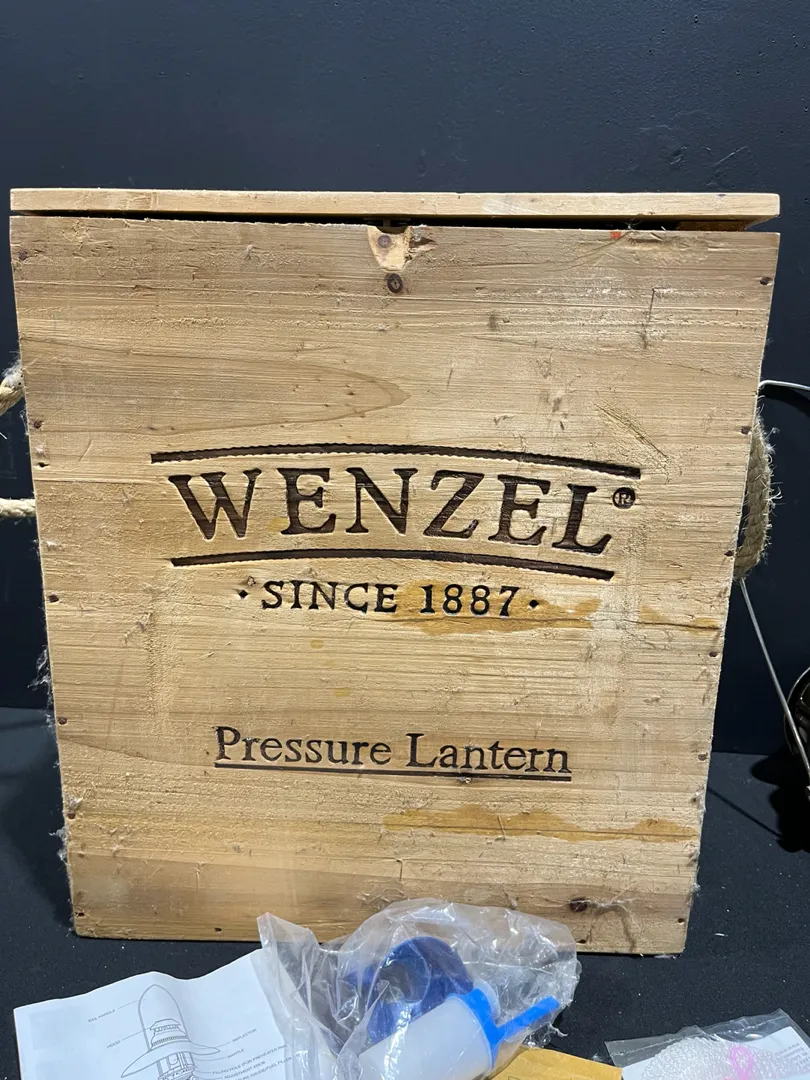 WENZEL®
· SINCE 1887 ·
Pressure Lantern